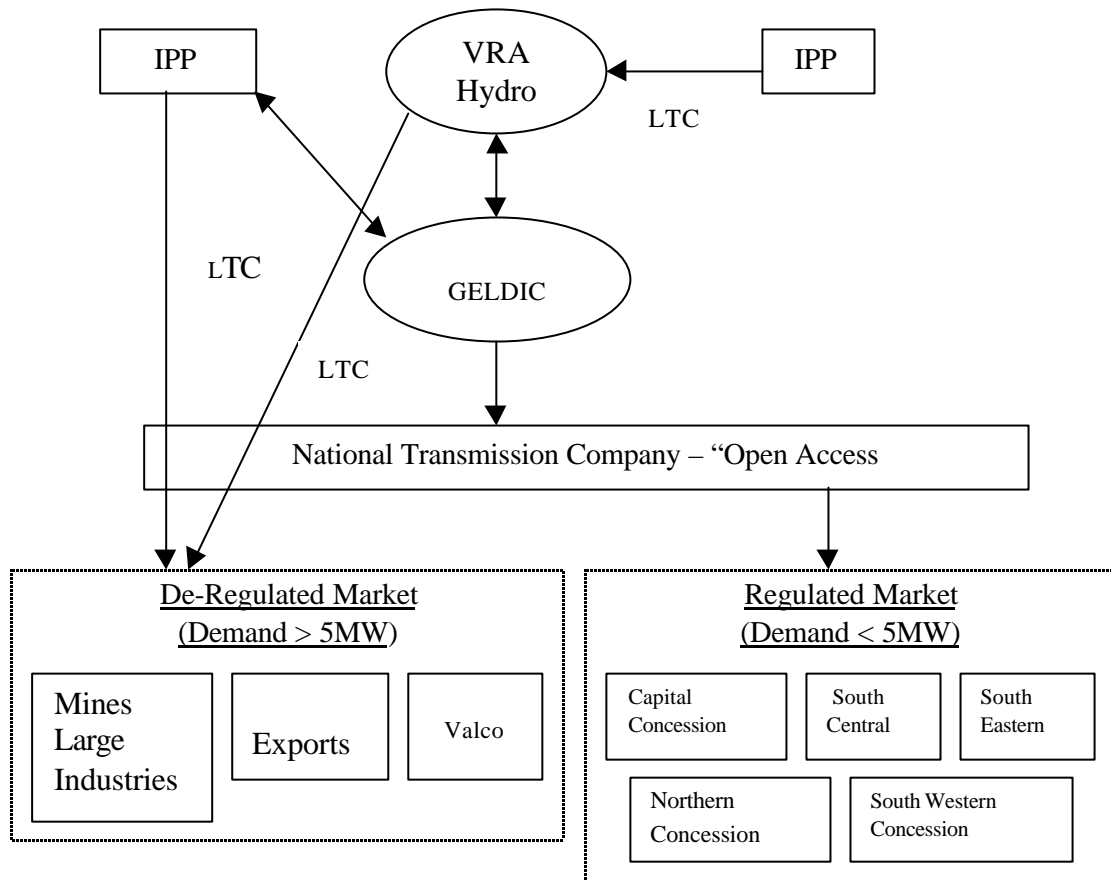 IPP
VRA
Hydro
IPP
LTC
LTC
GELDIC
LTC
National Transmission Company – “Open Access
De-Regulated Market
(Demand > 5MW)
Mines
Large
Industries
Exports
Valco
Regulated Market
(Demand < 5MW)
Capital
Concession
South
Central
South
Eastern
Northern
Concession
South Western
Concession